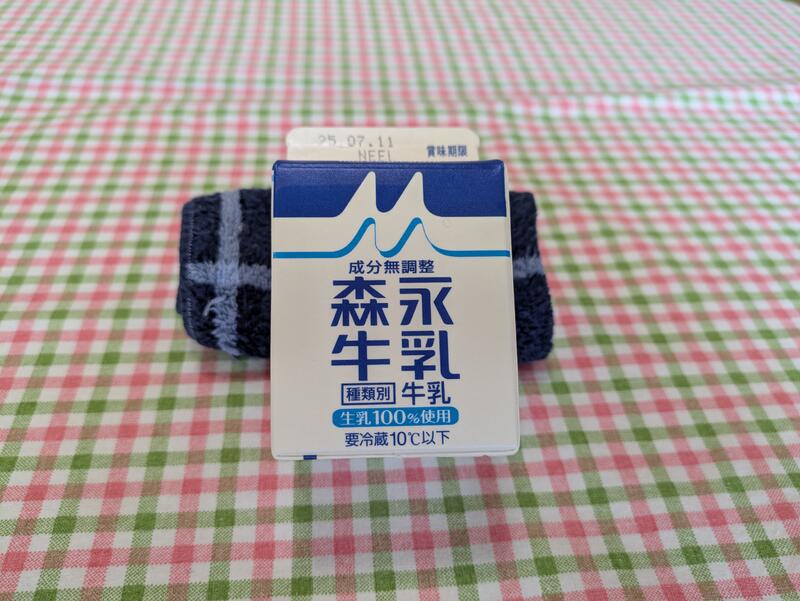 25.07.11
賞味期限
成分無調整
森永
牛乳
種類別 牛乳
生乳100%使用
要冷蔵10℃以下